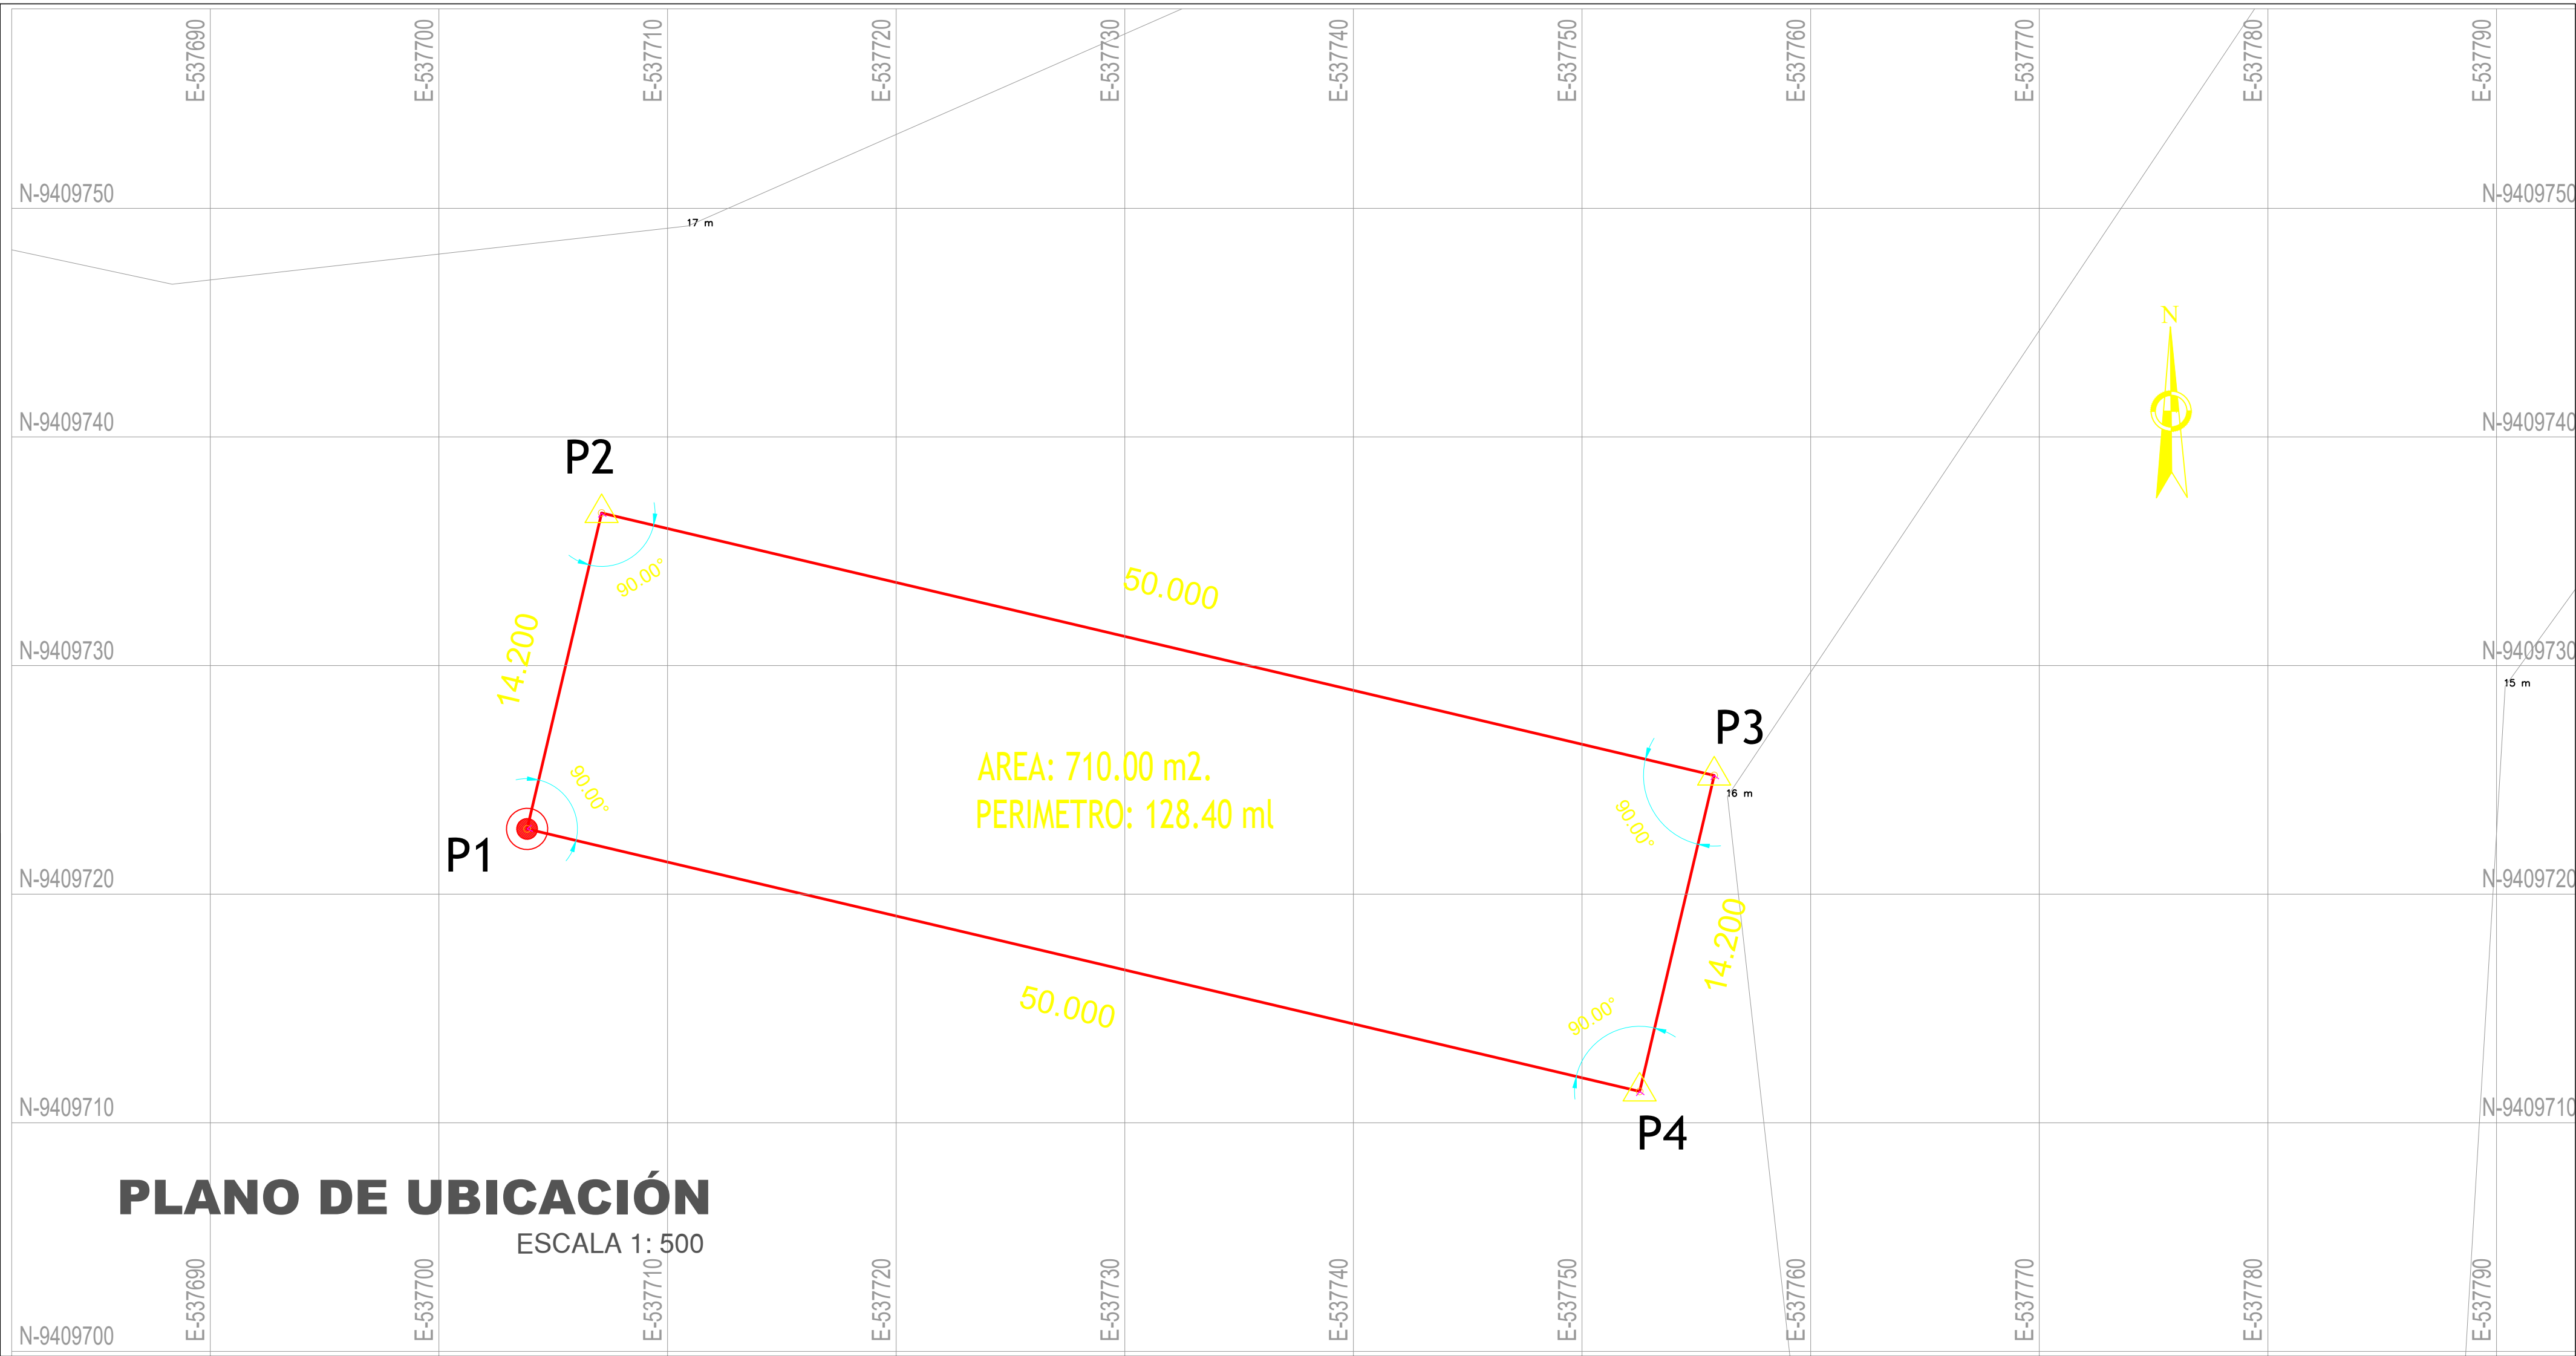 E-537690
E-537700
E-537710
E-537720
E-537730
E-537740
E-537750
E-537760
E-537770
E-537780
E-537790
N-9409750
N-9409750
17 m
N
N-9409740
N-9409740
P2
90.00°
50.000
14.200
N-9409730
N-9409730
15 m
P3
AREA: 710.00 m2.
90.00°
16 m
PERIMETRO: 128.40 ml
90.00°
P1
N-9409720
N-9409720
14.200
50.000
90.00°
N-9409710
N-9409710
P4
PLANO DE UBICACIÓN
ESCALA 1: 500
E-537690
E-537700
E-537710
E-537720
E-537730
E-537740
E-537750
E-537760
E-537770
E-537780
E-537790
N-9409700